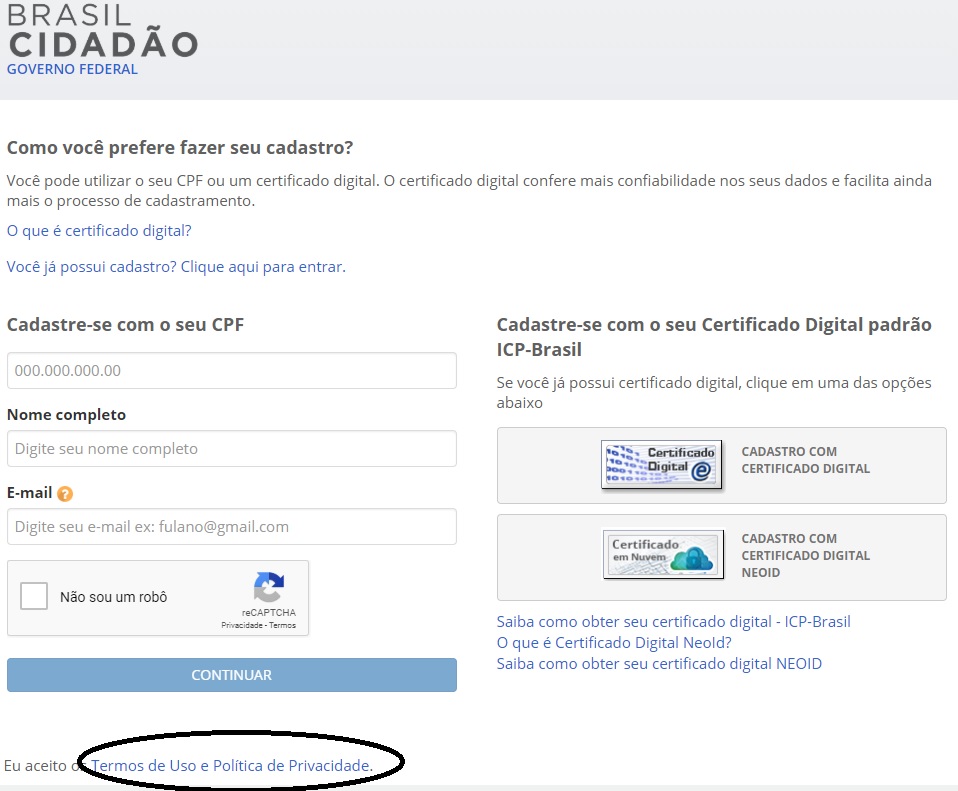 BRASIL
CIDADÃO
GOVERNO FEDERAL
Como você prefere fazer seu cadastro?
Você pode utilizar o seu CPF ou um certificado digital. O certificado digital confere mais confiabilidade nos seus dados e facilita ainda
mais o processo de cadastramento.
O que é certificado digital?
Você já possui cadastro? Clique aqui para entrar.
Cadastre-se com o seu CPF
000.000.000.00
Nome completo
Digite seu nome completo
E-mail ?
Digite seu e-mail ex: fulano@gmail.com
Não sou um robô
reCAPTCHA
Privacidade - Termos
CONTINUAR
Cadastre-se com o seu Certificado Digital padrão
ICP-Brasil
Se você já possui certificado digital, clique em uma das opções
abaixo
Certificado
Digital e
CADASTRO COM
CERTIFICADO DIGITAL
Certificado
em Nuvem
CADASTRO COM
CERTIFICADO DIGITAL
NEOID
Saiba como obter seu certificado digital - ICP-Brasil
O que é Certificado Digital NeoId?
Saiba como obter seu certificado digital NEOID
Eu aceito os Termos de Uso e Política de Privacidade.